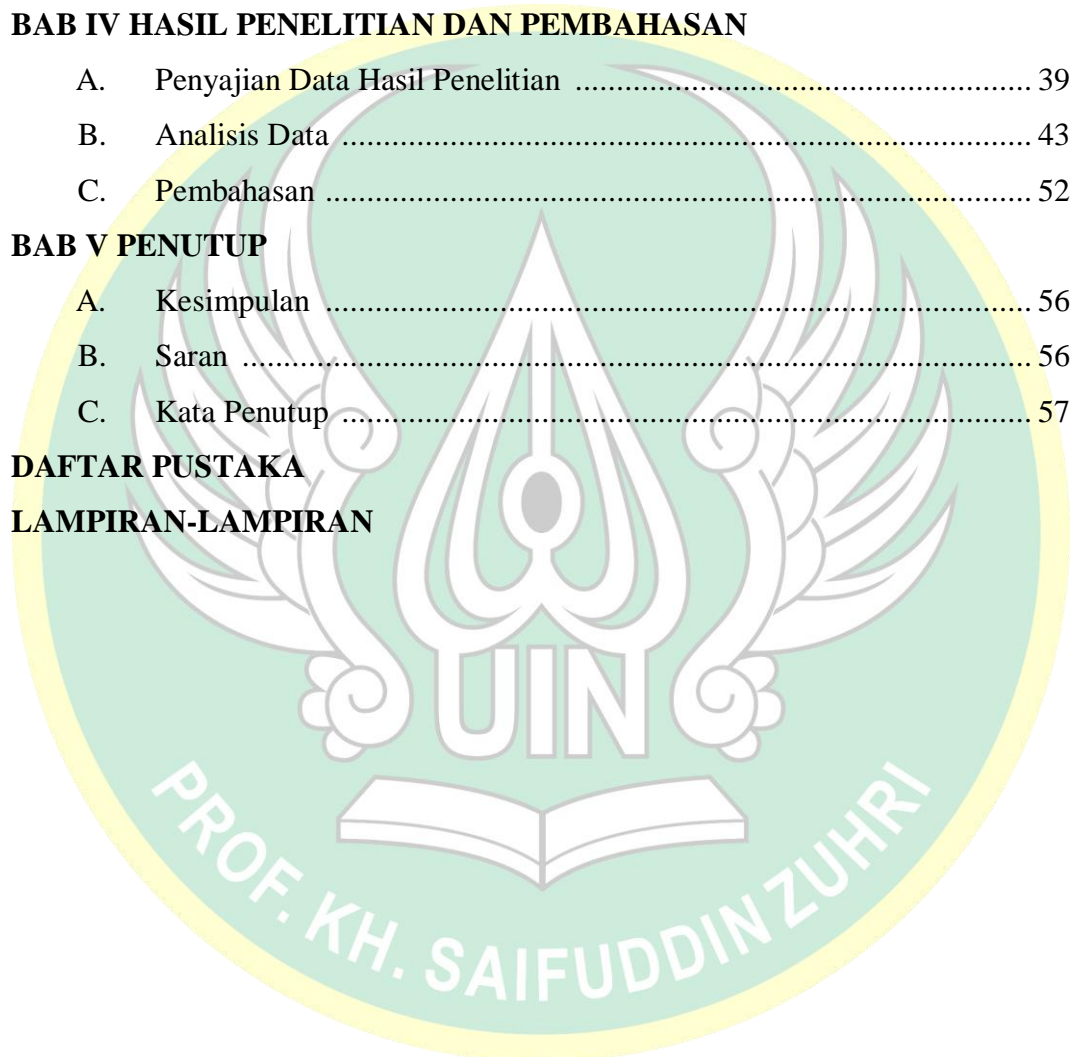 BAB IV HASIL PENELITIAN DAN PEMBAHASAN
A. Penyajian Data Hasil Penelitian ........................................................ 39
B. Analisis Data .................................................................................... 43
C. Pembahasan ...................................................................................... 52
BAB V PENUTUP
A. Kesimpulan ...................................................................................... 56
B. Saran ................................................................................................ 56
C. Kata Penutup .................................................................................... 57
DAFTAR PUSTAKA
LAMPIRAN-LAMPIRAN
UIN
PROF. KH. SAIFUDDIN ZUHRI